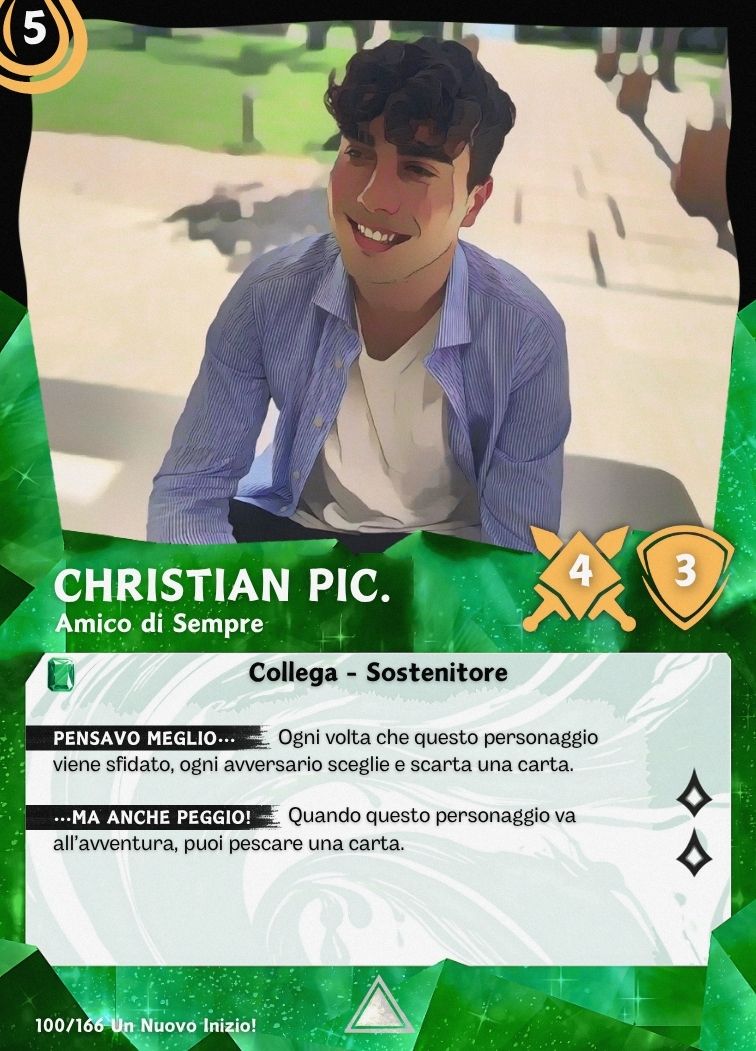 5
CHRISTIAN PIC.
Amico di Sempre
4
3
Collega - Sostenitore
PENSAVO MEGLIO... Ogni volta che questo personaggio
viene sfidato, ogni avversario sceglie e scarta una carta.
...MA ANCHE PEGGIO! Quando questo personaggio va
all'avventura, puoi pescare una carta.
100/166 Un Nuovo Inizio!